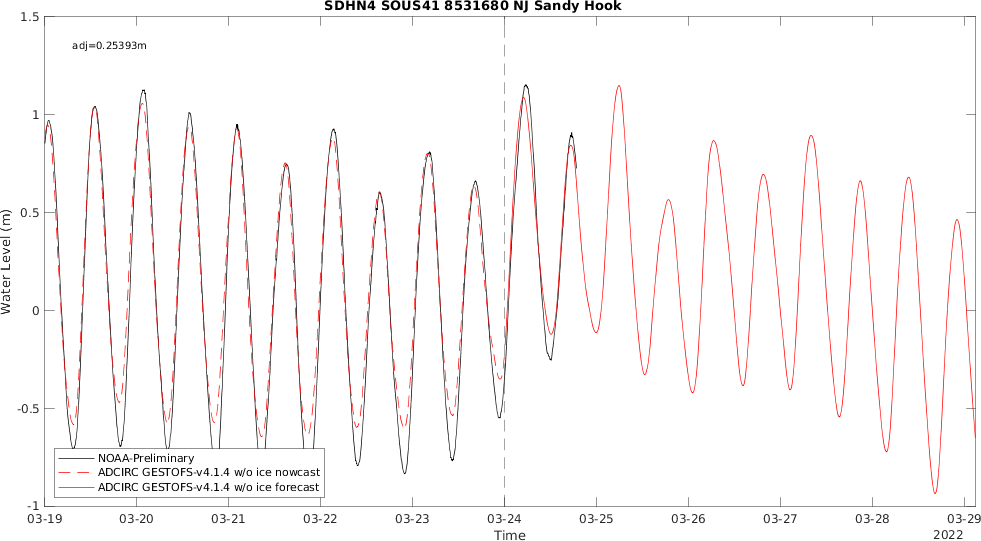 SDHN4 SOUS41 8531680 NJ Sandy Hook
adj=0.25393m
1.5
1
0.5
0
-0.5
-1
Water Level (m)
NOAA-Preliminary
ADCIRC GESTOFS-v4.1.4 w/o ice nowcast
ADCIRC GESTOFS-v4.1.4 w/o ice forecast
03-19 03-20 03-21 03-22 03-23 03-24 03-25 03-26 03-27 03-28 03-29
Time
2022